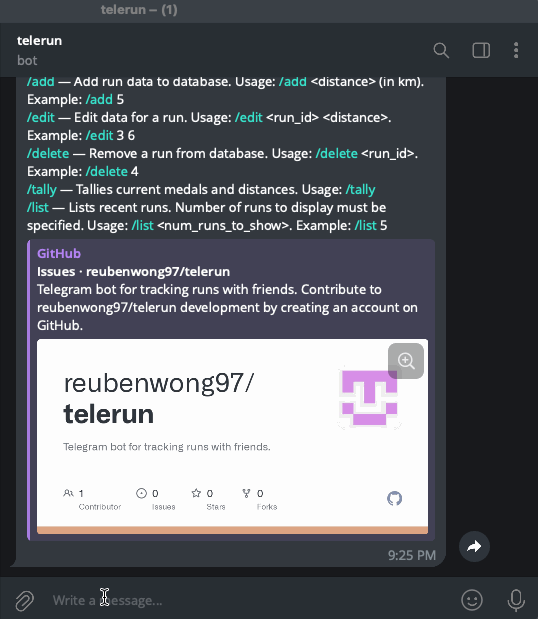 telerun – (1)
telerun
bot
/add — Add run data to database. Usage: /add <distance> (in km).
Example: /add 5
/edit — Edit data for a run. Usage: /edit <run_id> <distance>.
Example: /edit 3 6
/delete — Remove a run from database. Usage: /delete <run_id>.
Example: /delete 4
/tally — Tallies current medals and distances. Usage: /tally
/list — Lists recent runs. Number of runs to display must be
specified. Usage: /list <num_runs_to_show>. Example: /list 5
GitHub
Issues · reubenwong97/telerun
Telegram bot for tracking runs with friends. Contribute to
reubenwong97/telerun development by creating an account on
GitHub.
reubenwong97/
telerun
Telegram bot for tracking runs with friends.
1 0 0 0
Contributor Issues Stars Forks
9:25 PM
Write a message...